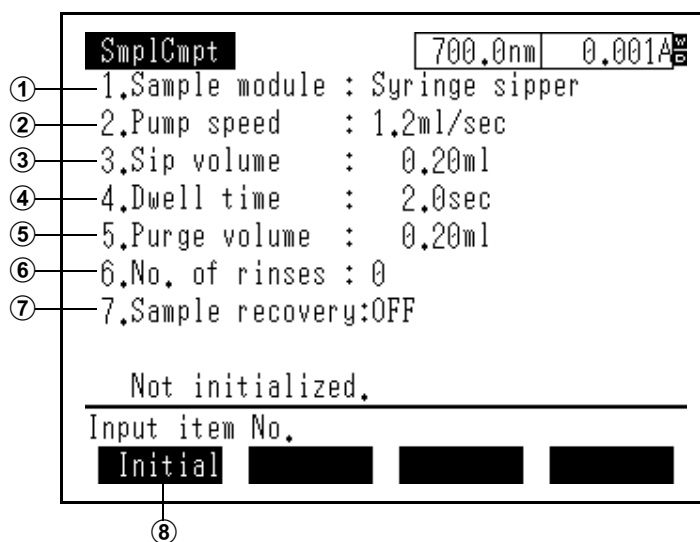 SmplCmpt 700.0nm 0.001A
① 1.Sample module : Syringe sipper
② 2.Pump speed : 1.2ml/sec
③ 3.Sip volume : 0.20ml
④ 4.Dwell time : 2.0sec
⑤ 5.Purge volume : 0.20ml
⑥ 6.No. of rinses : 0
⑦ 7.Sample recovery:OFF
Not initialized.
Input item No.
Initial
⑧